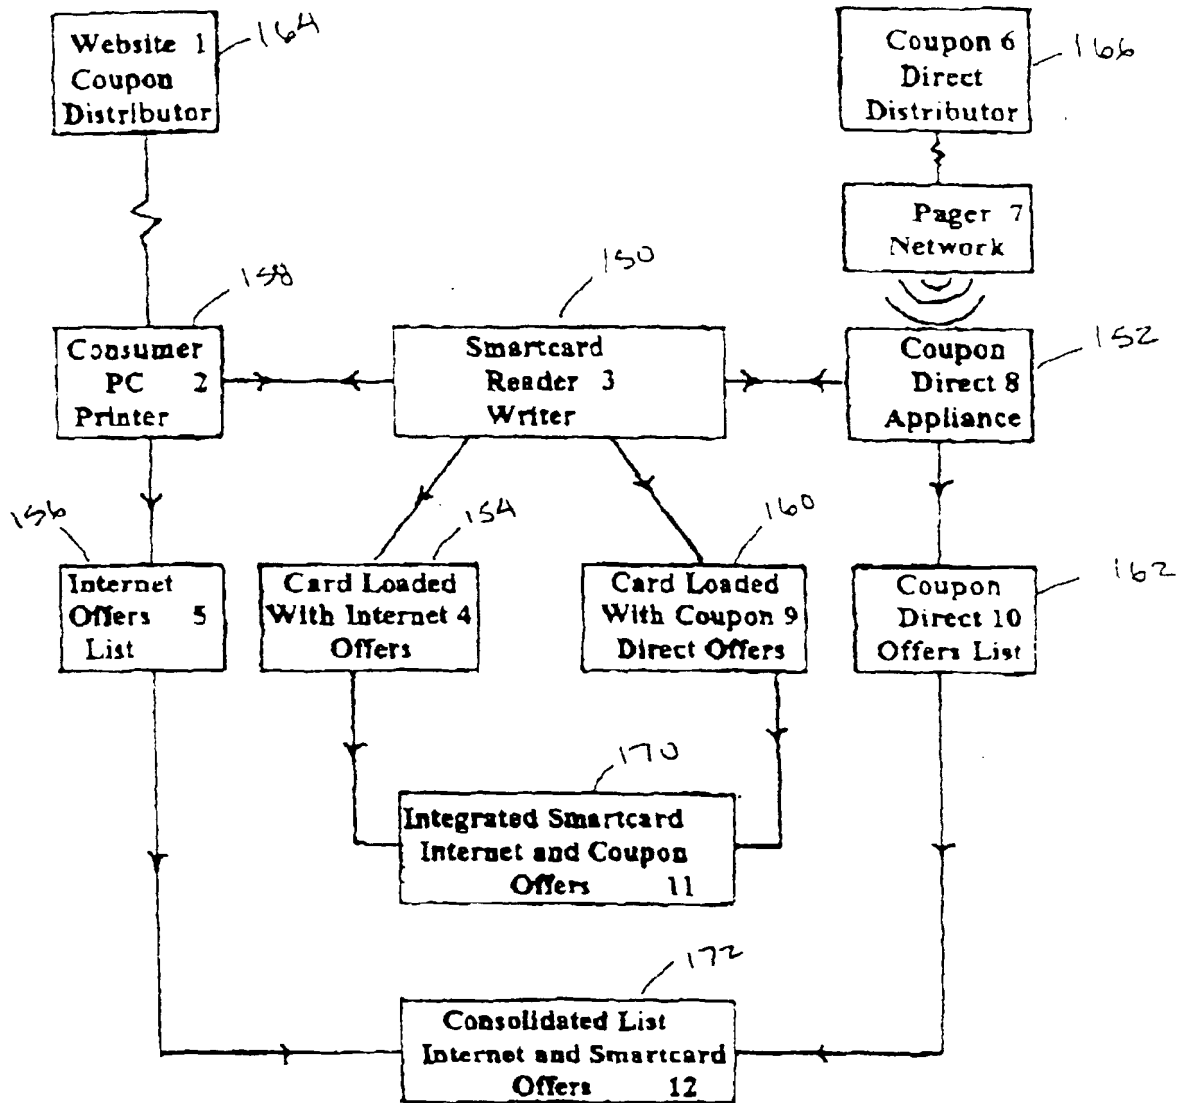 Website 1
Coupon
Distributor
164
Coupon 6
Direct
Distributor
166
Pager 7
Network
158
150
Consumer
PC 2
Printer
Smartcard
Reader 3
Writer
Coupon
Direct 8
Appliance
152
156
154
160
Internet
Offers 5
List
Card Loaded
With Internet 4
Offers
Card Loaded
With Coupon 9
Direct Offers
Coupon
Direct 10
Offers List
162
170
Integrated Smartcard
Internet and Coupon
Offers 11
172
Consolidated List
Internet and Smartcard
Offers 12